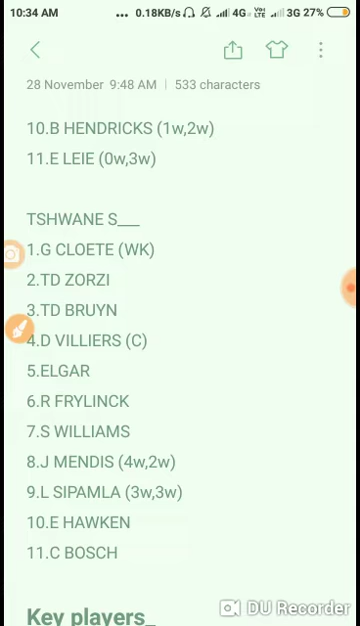 10:34 AM ... 0.18KB/s 4G VoLTE 3G 27%
28 November 9:48 AM | 533 characters
10.B HENDRICKS (1w,2w)
11.E LEIE (0w,3w)
TSHWANE S___
1.G CLOETE (WK)
2.TD ZORZI
3.TD BRUYN
4.D VILLIERS (C)
5.ELGAR
6.R FRYLINCK
7.S WILLIAMS
8.J MENDIS (4w,2w)
9.L SIPAMLA (3w,3w)
10.E HAWKEN
11.C BOSCH
Key players_
DU Recorder